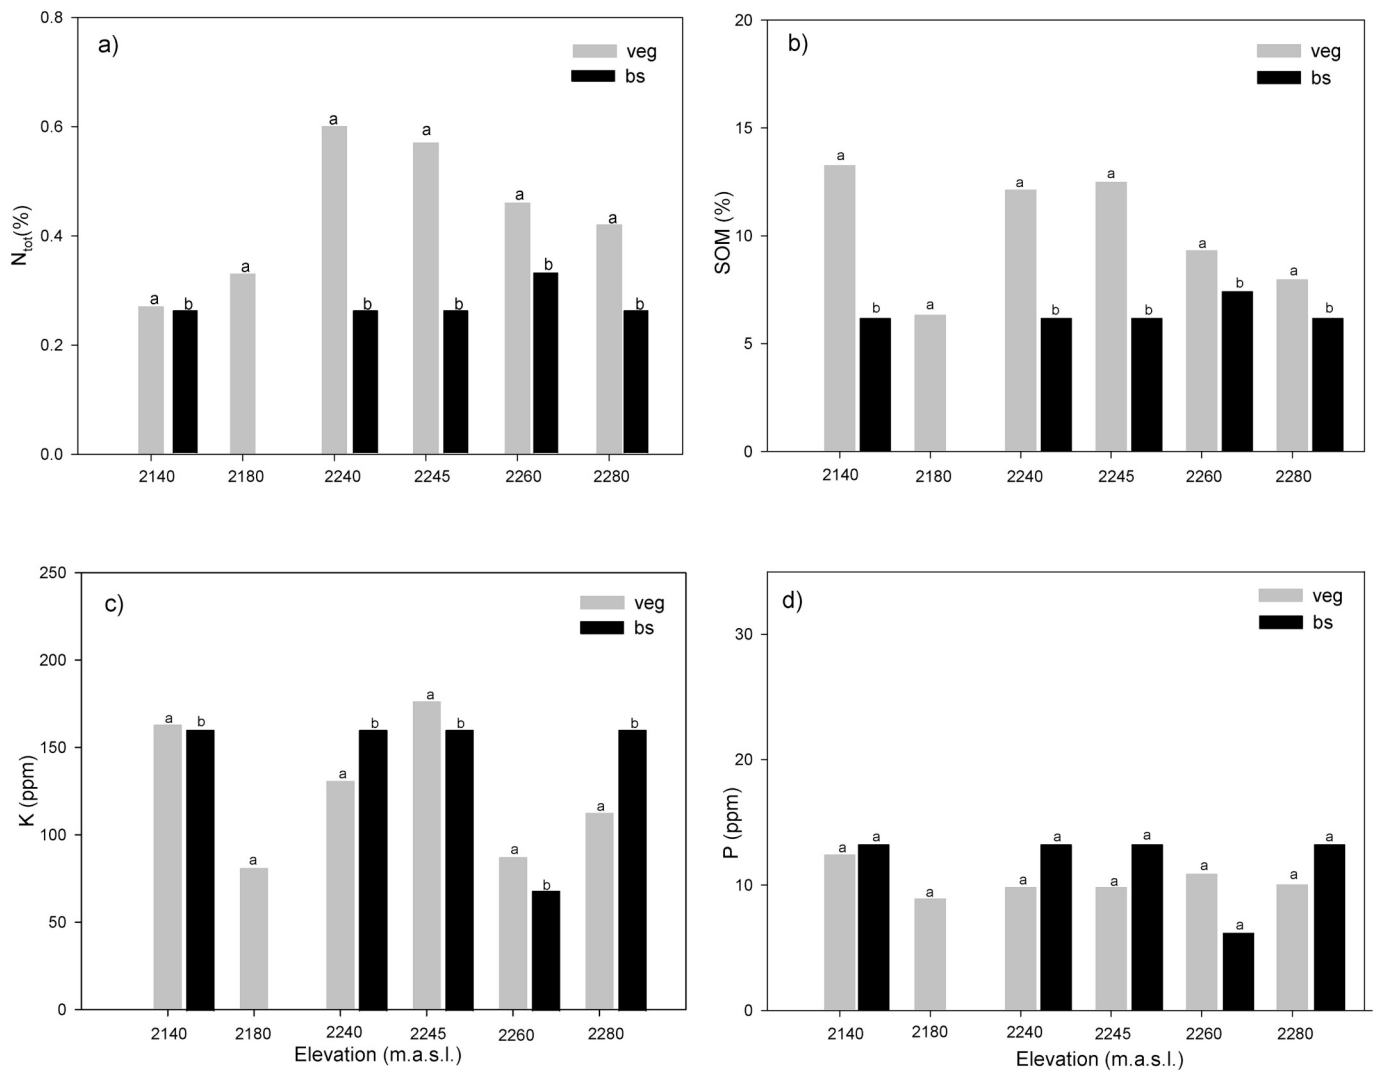 a)
veg
bs
0.8
0.6
0.4
0.2
0.0
N_tot(%)
a b a a b a b a b a b
2140 2180 2240 2245 2260 2280
b)
veg
bs
20
15
10
5
0
SOM (%)
a b a a b a b a b a b
2140 2180 2240 2245 2260 2280
c)
veg
bs
250
200
150
100
50
0
K (ppm)
a b a a b a b a b a b
2140 2180 2240 2245 2260 2280
Elevation (m.a.s.l.)
d)
veg
bs
30
20
10
0
P (ppm)
a a a a a a a a a a a
2140 2180 2240 2245 2260 2280
Elevation (m.a.s.l.)